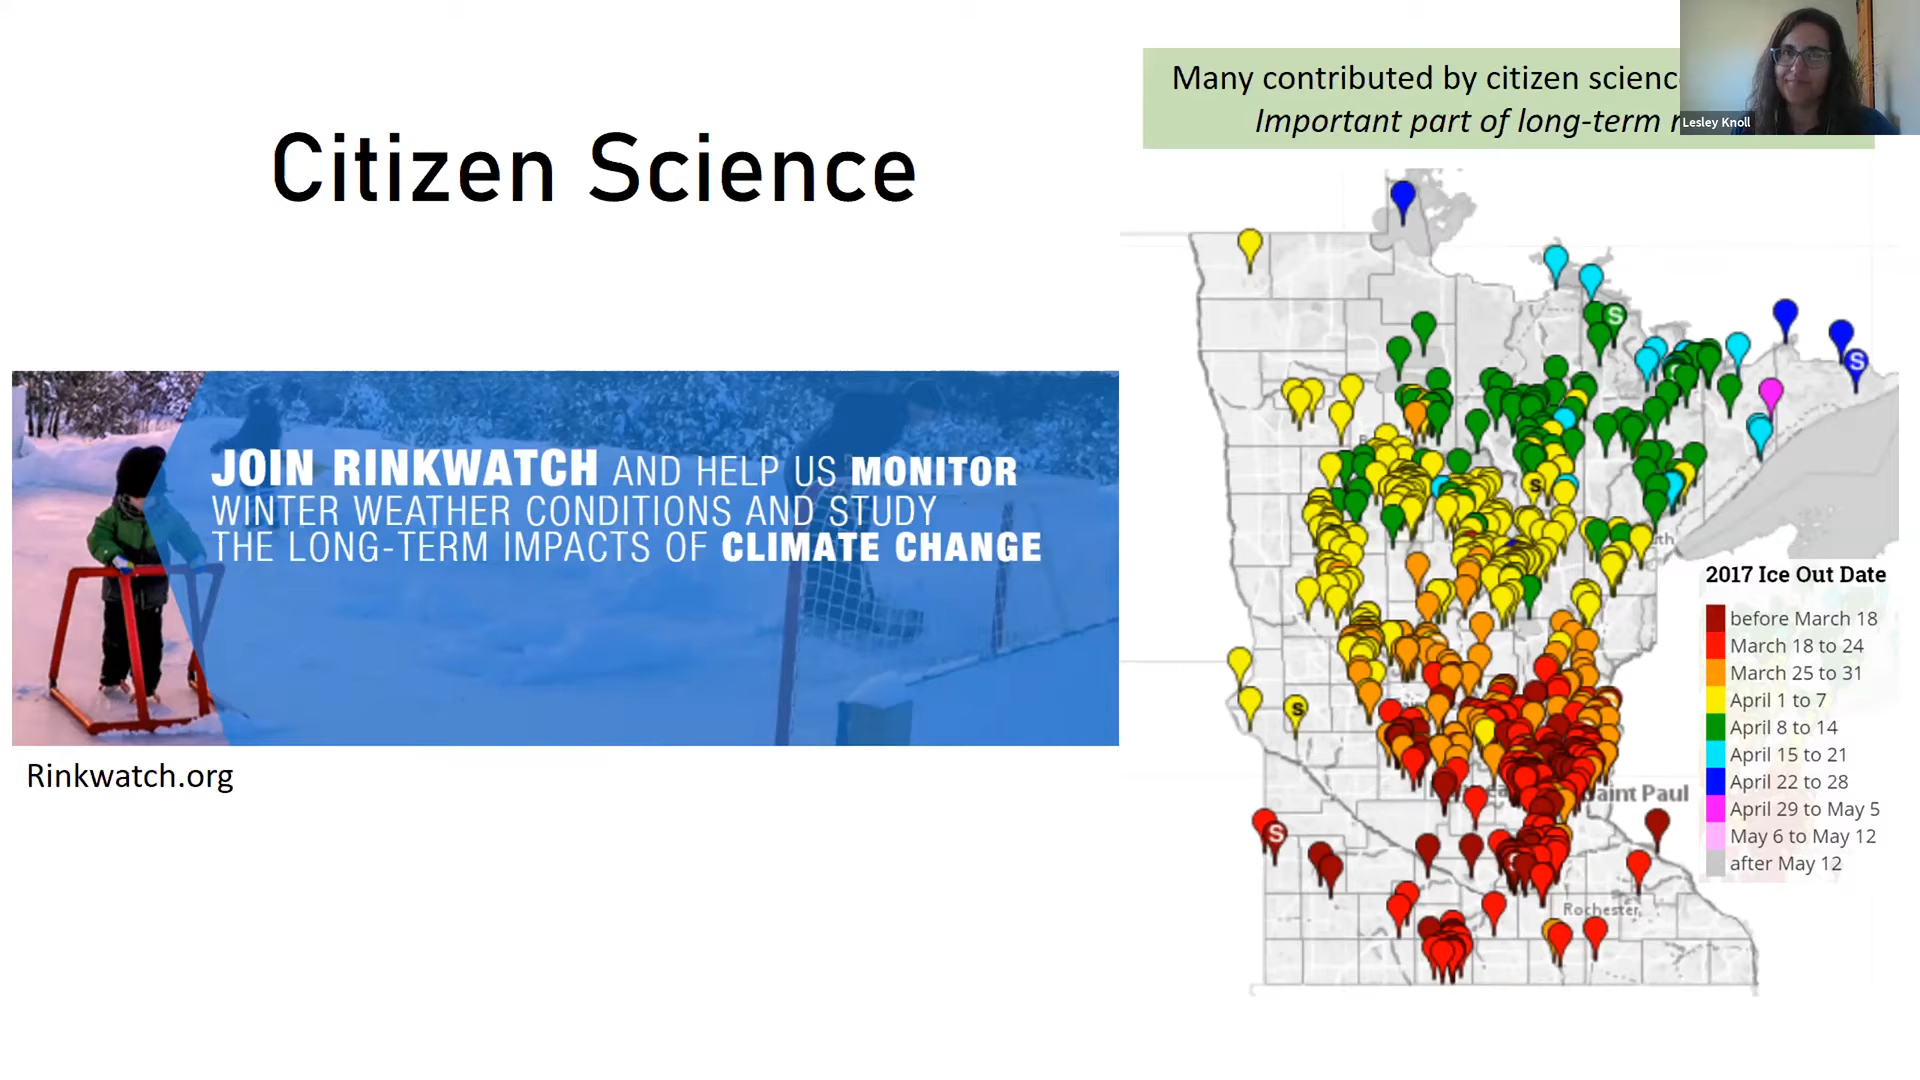 Citizen Science
Many contributed by citizen
Important part of long-term
Lesley Knoll
JOIN RINKWATCH AND HELP US MONITOR
WINTER WEATHER CONDITIONS AND STUDY
THE LONG-TERM IMPACTS OF CLIMATE CHANGE
Rinkwatch.org
S
S
S
S
S
Saint Paul
Rochester
2017 Ice Out Date
before March 18
March 18 to 24
March 25 to 31
April 1 to 7
April 8 to 14
April 15 to 21
April 22 to 28
April 29 to May 5
May 6 to May 12
after May 12